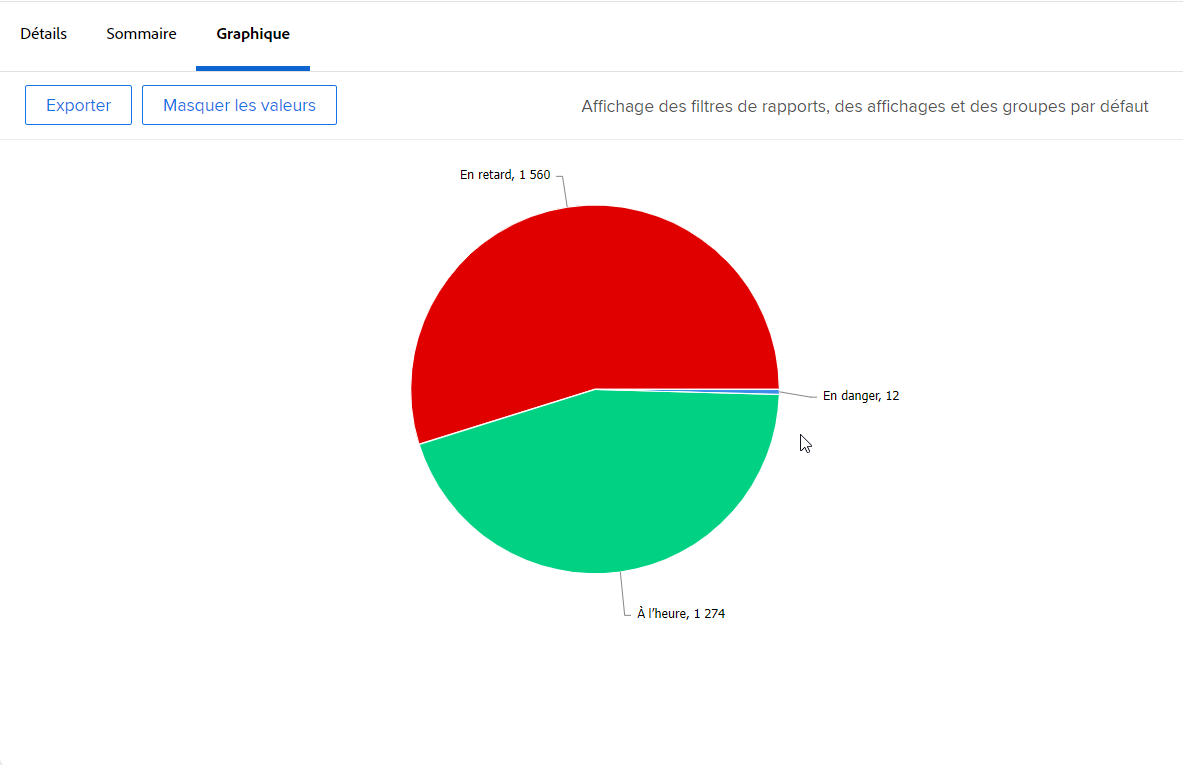 Détails
Sommaire
Graphique
Exporter
Masquer les valeurs
Affichage des filtres de rapports, des affichages et des groupes par défaut
En retard, 1 560
En danger, 12
À l'heure, 1 274